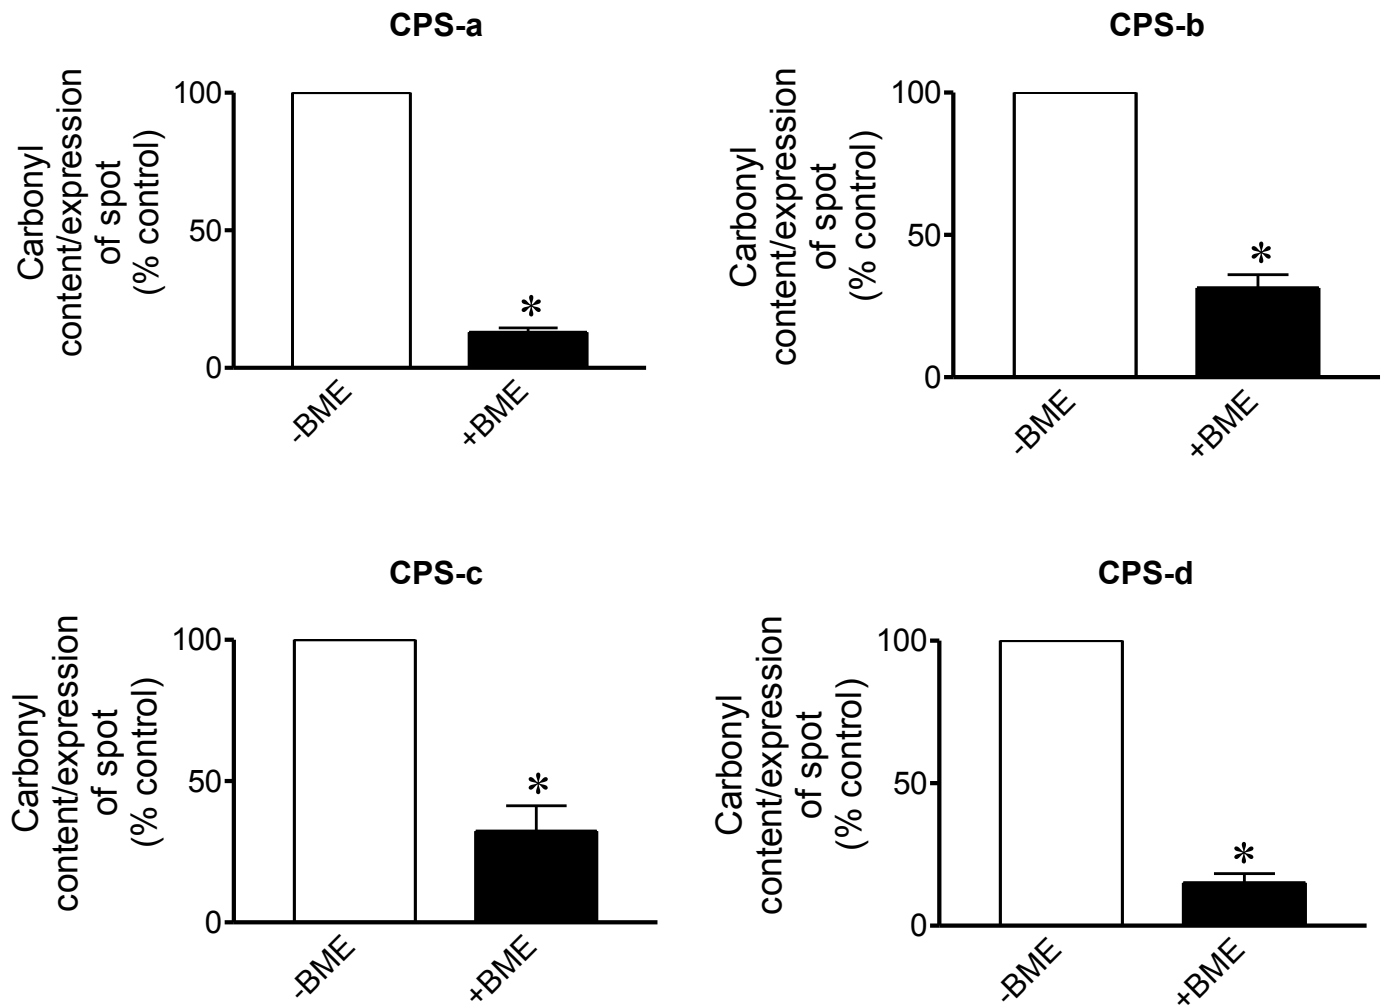 CPS-a
Carbonyl
content/expression
of spot
(% control)
100
50
0
*
-BME
+BME
CPS-b
Carbonyl
content/expression
of spot
(% control)
100
50
0
*
-BME
+BME
CPS-c
Carbonyl
content/expression
of spot
(% control)
100
50
0
*
-BME
+BME
CPS-d
Carbonyl
content/expression
of spot
(% control)
100
50
0
*
-BME
+BME